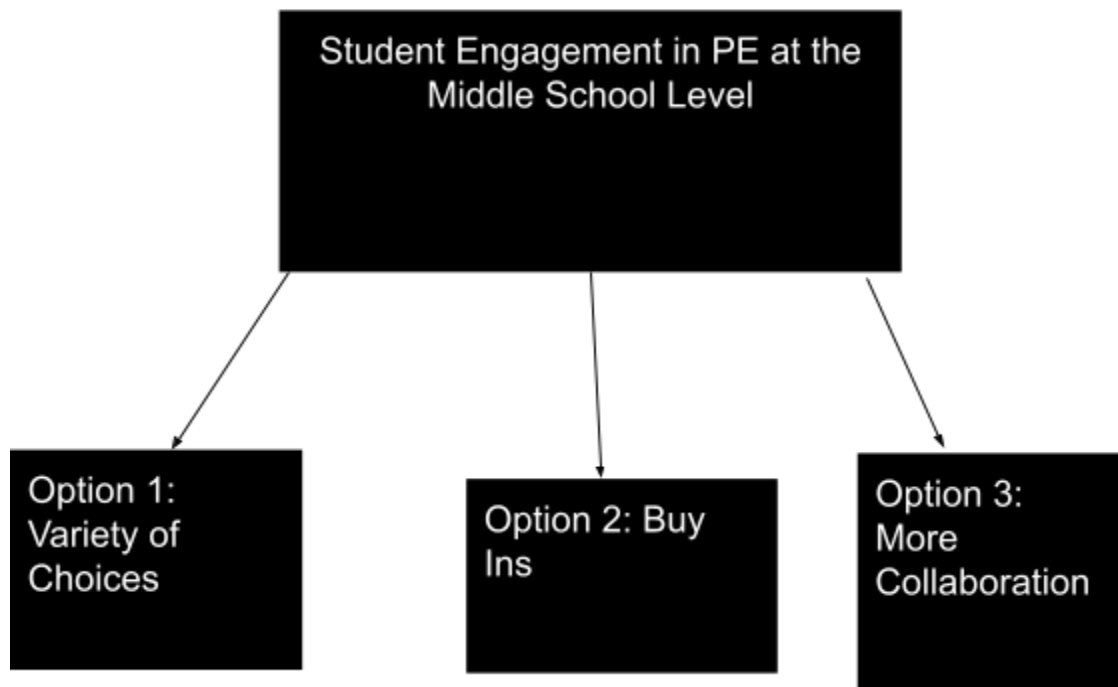 Student Engagement in PE at the
Middle School Level
Option 1:
Variety of
Choices
Option 2: Buy
Ins
Option 3:
More
Collaboration